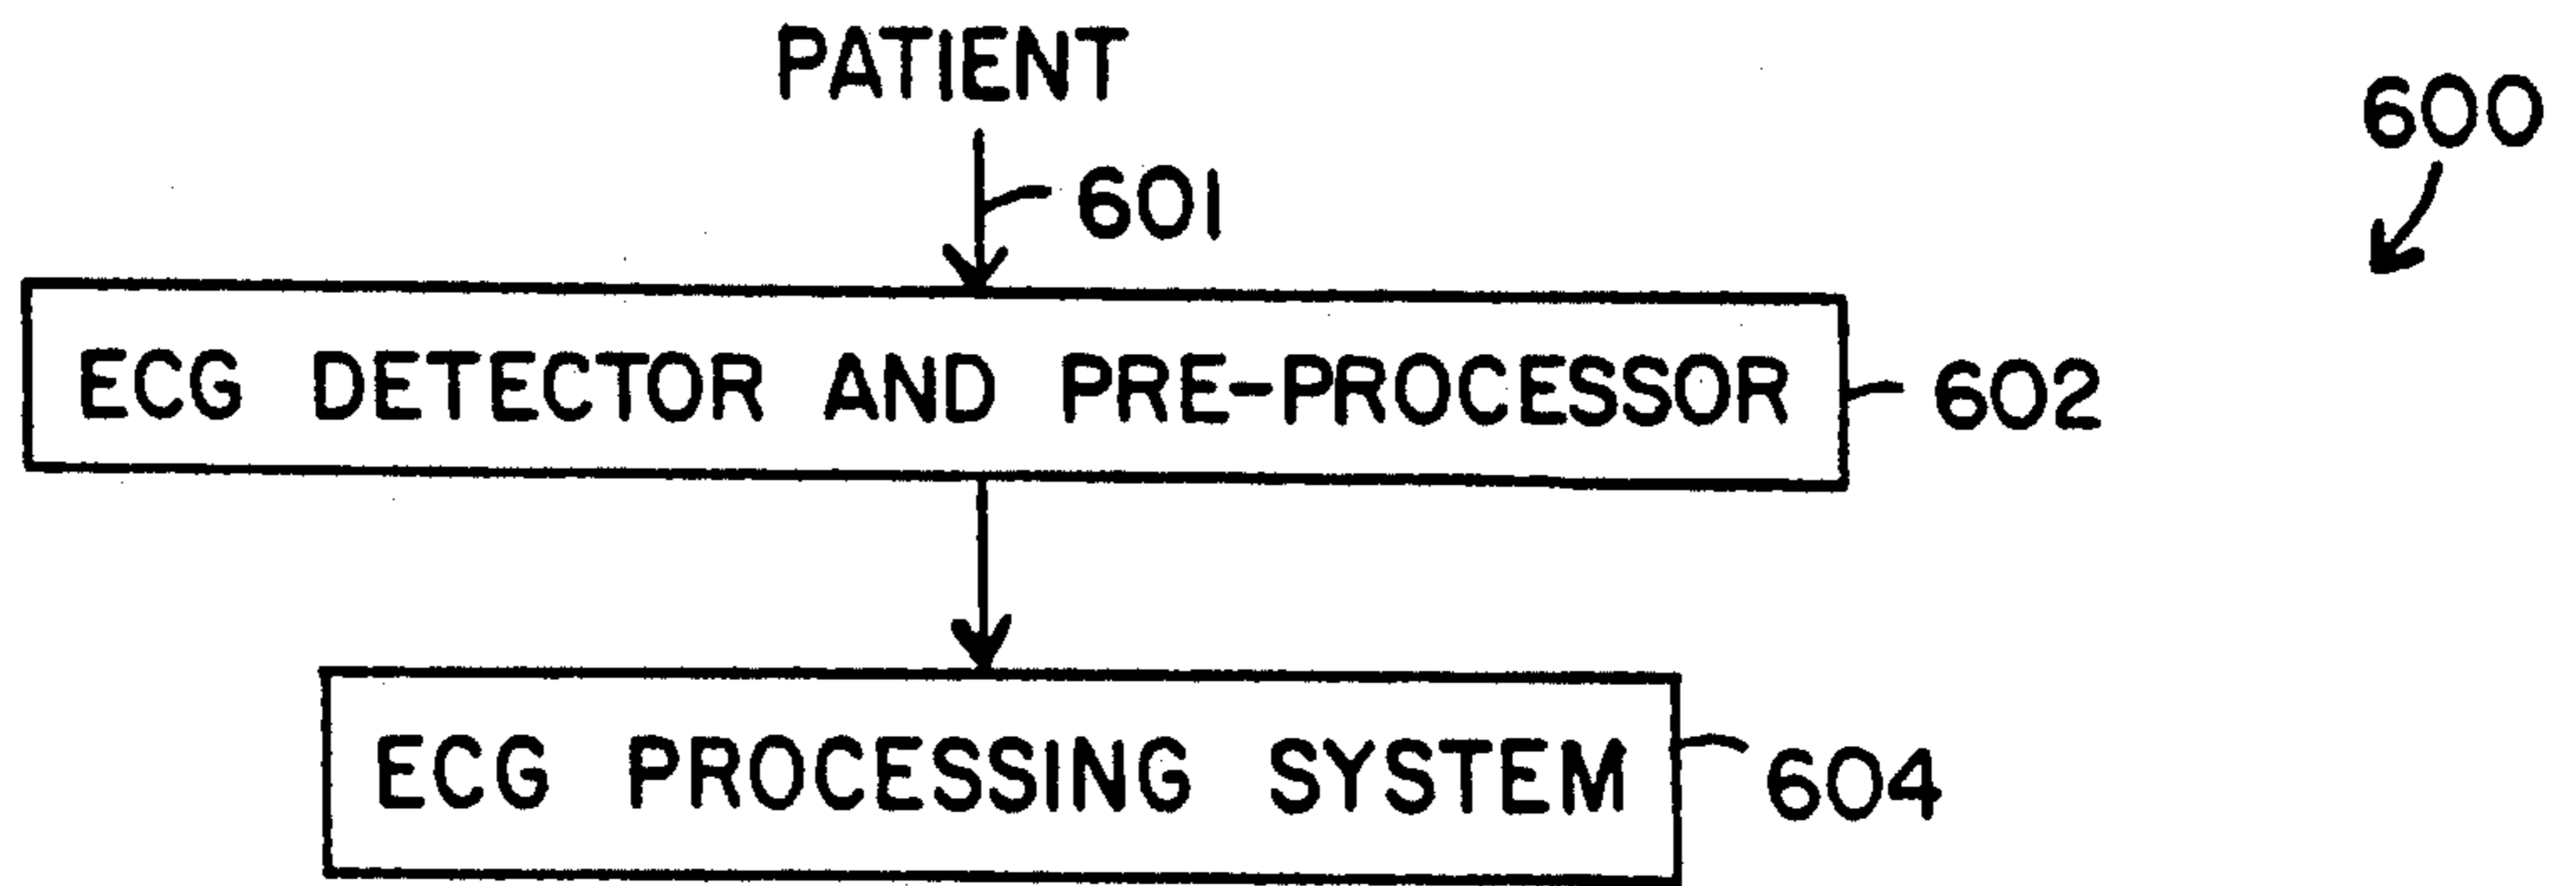 PATIENT
600
601
ECG DETECTOR AND PRE-PROCESSOR
602
ECG PROCESSING SYSTEM
604